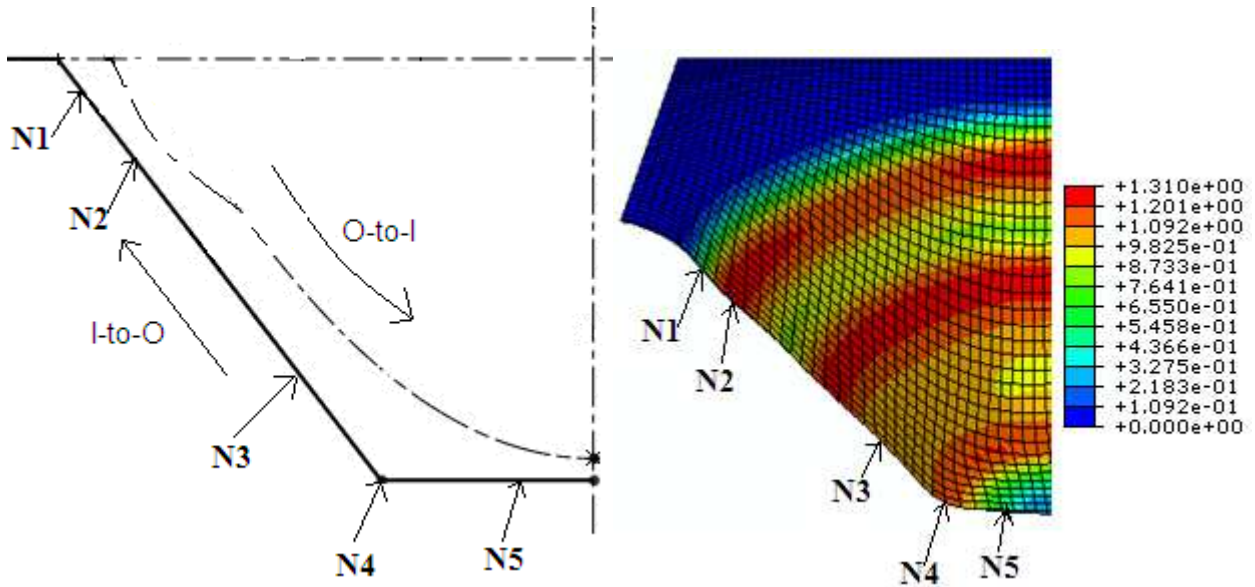 N1
N2
O-to-I
I-to-O
N3
N4
N5
N1
N2
N3
N4
N5
+1.310e+00
+1.201e+00
+1.092e+00
+9.825e-01
+8.733e-01
+7.641e-01
+6.550e-01
+5.458e-01
+4.366e-01
+3.275e-01
+2.183e-01
+1.092e-01
+0.000e+00